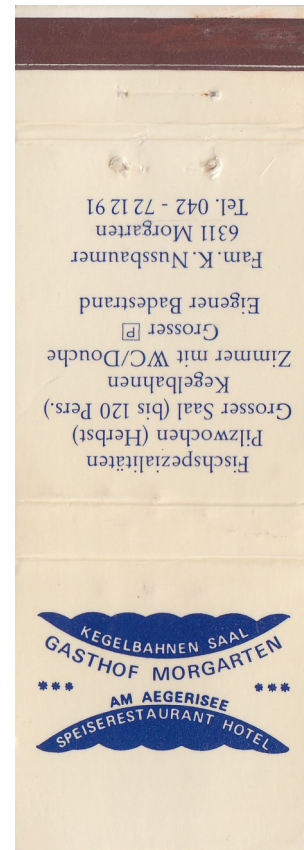 Fischspezialitäten
Pilzwochen (Herbst)
Grosser Saal (bis 120 Pers.)
Kegelbahnen
Zimmer mit WC/Douche
Grosser P
Eigener Badestrand
Fam. K. Nussbaumer
6311 Morgarten
Tel. 042 - 72 12 91
KEGELBAHNEN SAAL
GASTHOF MORGARTEN
*** ***
AM AEGERISEE
SPEISERESTAURANT HOTEL